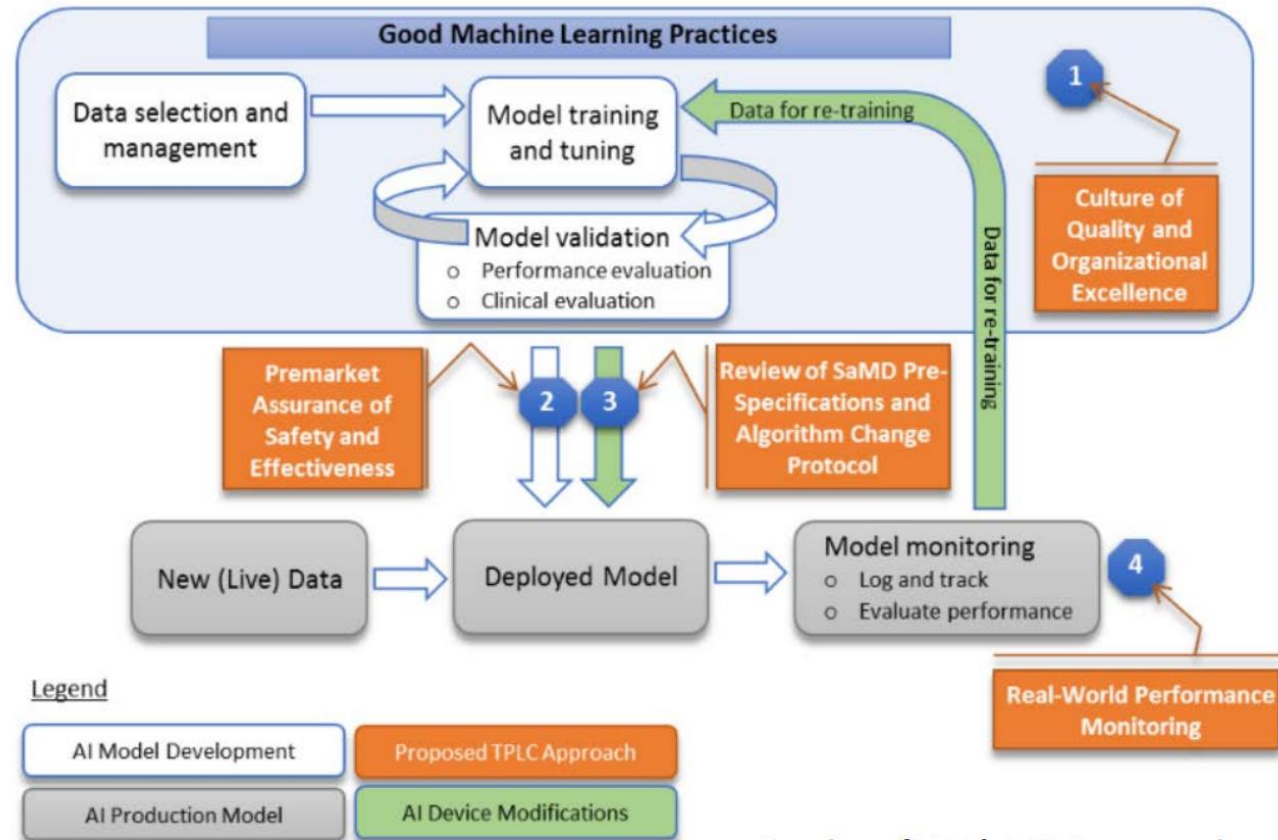 Good Machine Learning Practices
Data selection and
management
Model training
and tuning
Data for re-training
1
Culture of
Quality and
Organizational
Excellence
Data for re-training
Model validation
o Performance evaluation
o Clinical evaluation
Premarket
Assurance of
Safety and
Effectiveness
2
3
Review of SaMD Pre-
Specifications and
Algorithm Change
Protocol
New (Live) Data
Deployed Model
Model monitoring
o Log and track
o Evaluate performance
4
Real-World Performance
Monitoring
Legend
AI Model Development
Proposed TPLC Approach
AI Production Model
AI Device Modifications